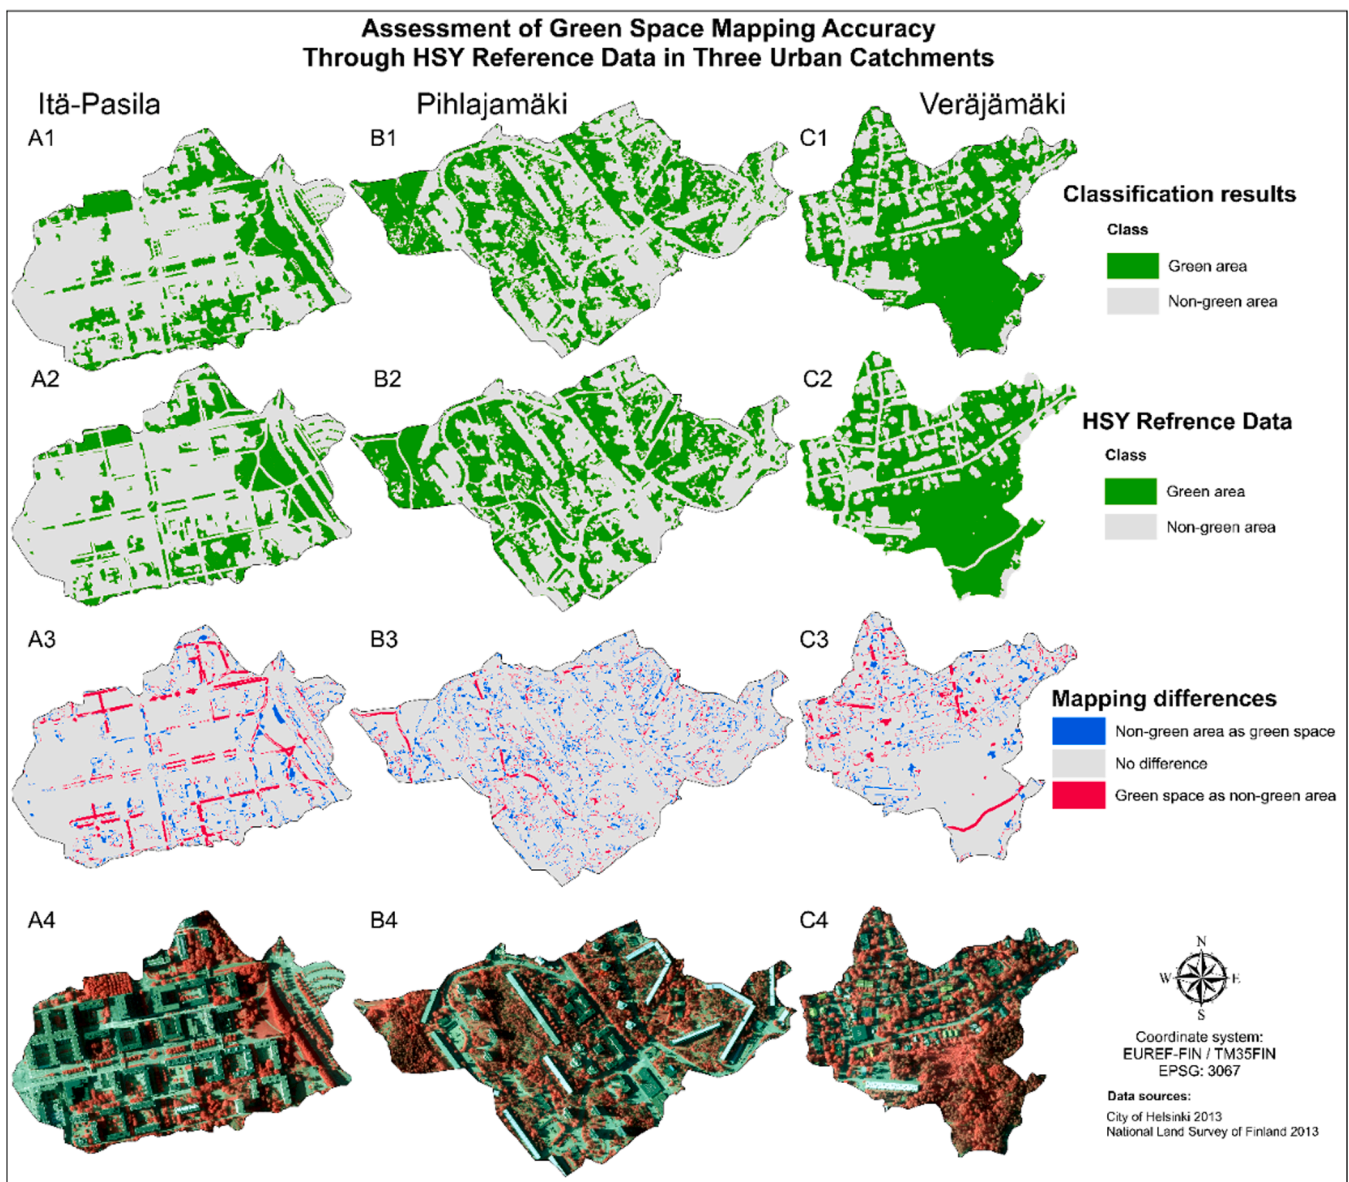 Assessment of Green Space Mapping Accuracy
Through HSY Reference Data in Three Urban Catchments
Itä-Pasila
Pihlajamäki
Veräjämäki
A1
B1
C1
Classification results
Class
Green area
Non-green area
A2
B2
C2
HSY Refrence Data
Class
Green area
Non-green area
A3
B3
C3
Mapping differences
Non-green area as green space
No difference
Green space as non-green area
A4
B4
C4
N
W E
S
Coordinate system:
EUREF-FIN / TM35FIN
EPSG: 3067
Data sources:
City of Helsinki 2013
National Land Survey of Finland 2013